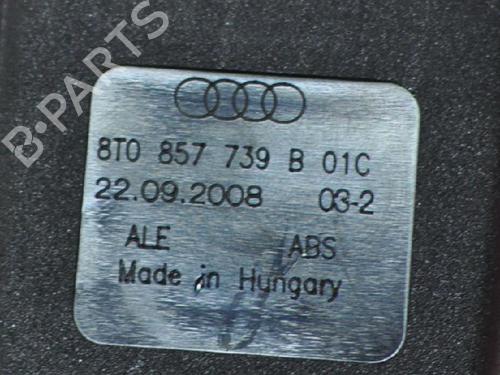 B·PARTS
8T0 857 739 B 01C
22.09.2008 03-2
ALE ABS
Made in Hungary